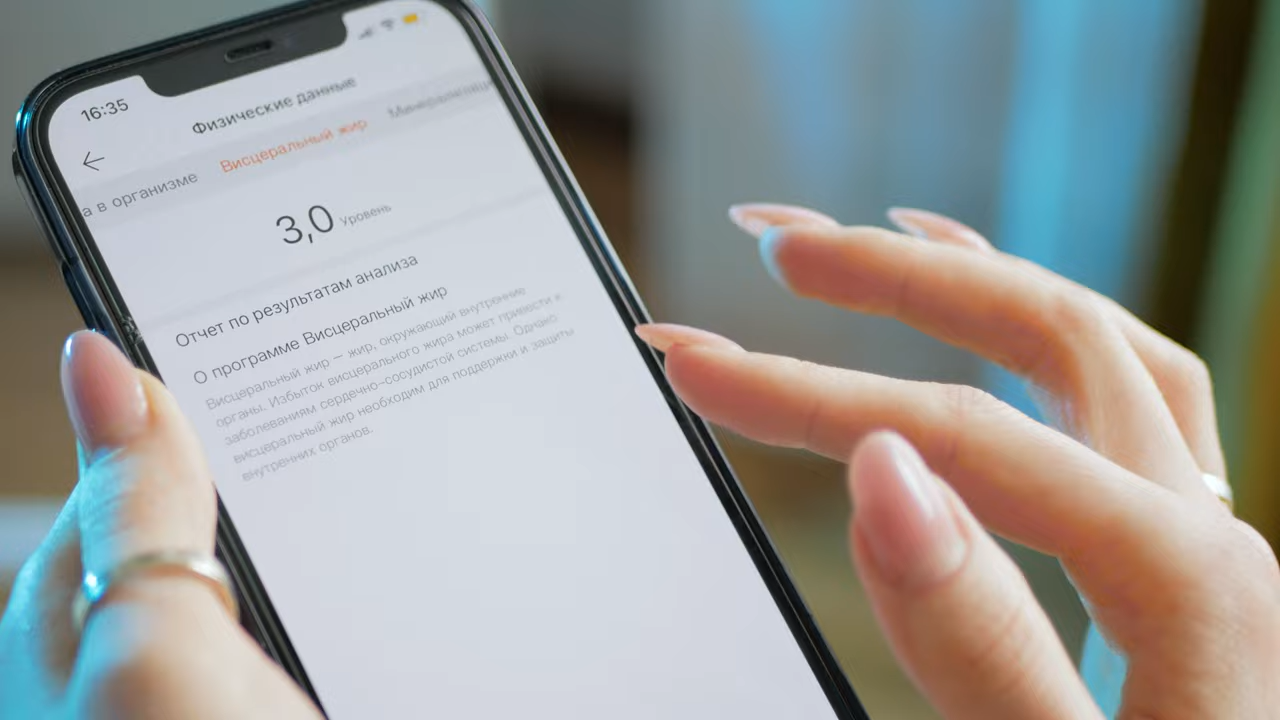 16:35
Физические данные
а в организме Висцеральный жир
3,0 Уровень
Отчет по результатам анализа
О программе Висцеральный жир
Висцеральный жир — жир, окружающий внутренние
органы. Избыток висцерального жира может привести к
заболеваниям сердечно-сосудистой системы. Однако
висцеральный жир необходим для поддержки и защиты
внутренних органов.